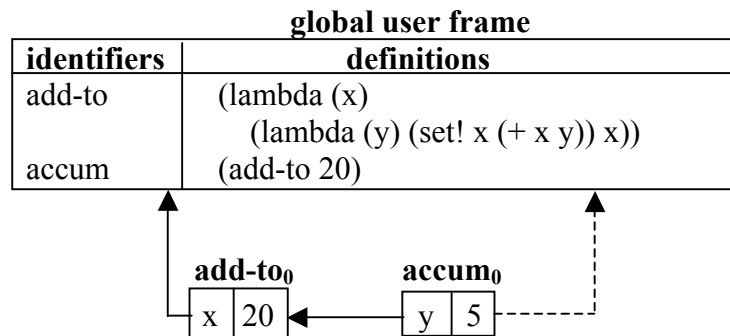 global user frame
identifiers definitions
add-to (lambda (x)
(lambda (y) (set! x (+ x y)) x))
accum (add-to 20)
add-to₀ accum₀
x 20 y 5